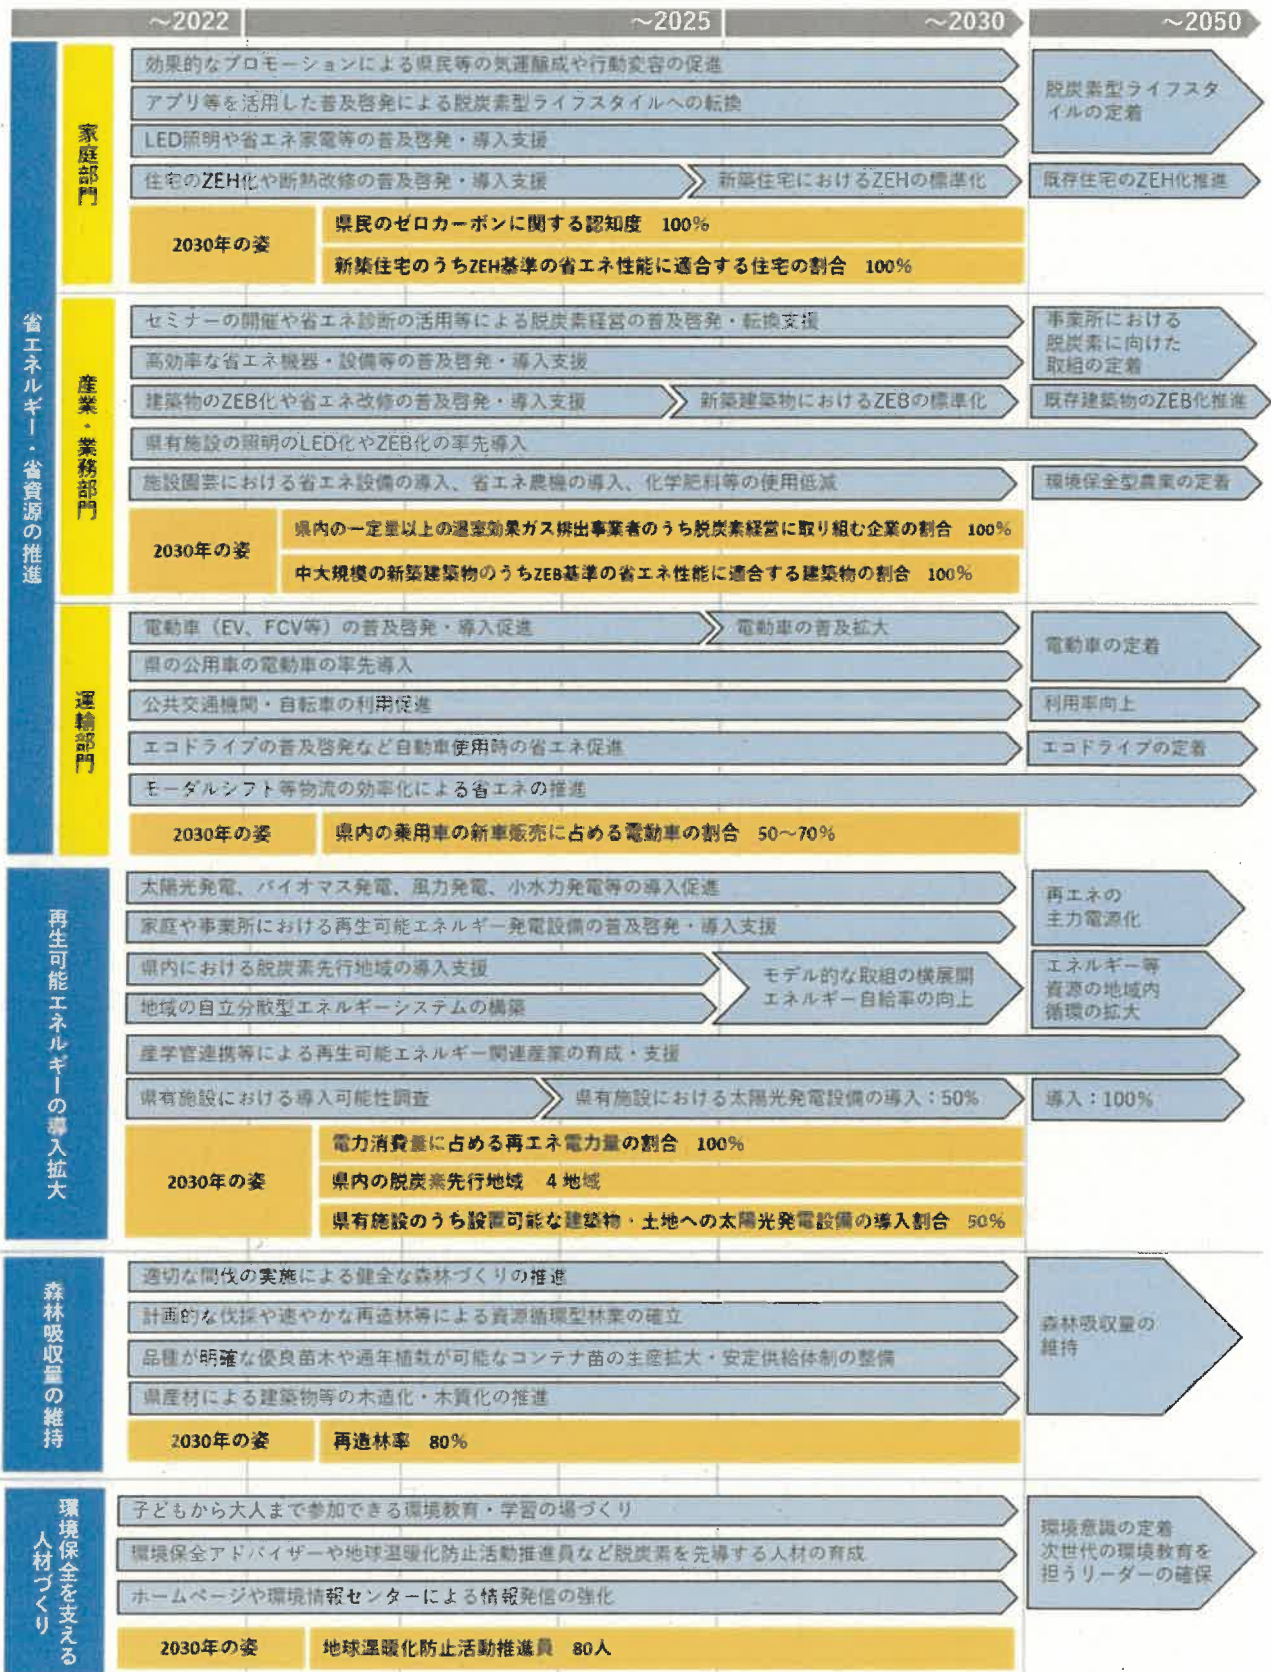 ～2022
～2025
～2030
～2050
省エネルギー・省資源の推進
家庭部門
効果的なプロモーションによる県民等の気運醸成や行動変容の促進
アプリ等を活用した普及啓発による脱炭素型ライフスタイルへの転換
LED照明や省エネ家電等の普及啓発・導入支援
脱炭素型ライフスタ
イルの定着
住宅のZEH化や断熱改修の普及啓発・導入支援
新築住宅におけるZEHの標準化
既存住宅のZEH化推進
2030年の姿
県民のゼロカーボンに関する認知度 100%
新築住宅のうちZEH基準の省エネ性能に適合する住宅の割合 100%
産業・業務部門
セミナーの開催や省エネ診断の活用等による脱炭素経営の普及啓発・転換支援
高効率な省エネ機器・設備等の普及啓発・導入支援
事業所における
脱炭素に向けた
取組の定着
建築物のZEB化や省エネ改修の普及啓発・導入支援
新築建築物におけるZEBの標準化
既存建築物のZEB化推進
県有施設の照明のLED化やZEB化の率先導入
施設園芸における省エネ設備の導入、省エネ農機の導入、化学肥料等の使用低減
環境保全型農業の定着
2030年の姿
県内の一定量以上の温室効果ガス排出事業者のうち脱炭素経営に取り組む企業の割合 100%
中大規模の新築建築物のうちZEB基準の省エネ性能に適合する建築物の割合 100%
運輸部門
電動車（EV、FCV等）の普及啓発・導入促進
電動車の普及拡大
県の公用車の電動車の率先導入
電動車の定着
公共交通機関・自転車の利用促進
利用率向上
エコドライブの普及啓発など自動車使用時の省エネ促進
エコドライブの定着
モーダルシフト等物流の効率化による省エネの推進
2030年の姿
県内の乗用車の新車販売に占める電動車の割合 50～70%
再生可能エネルギーの導入拡大
太陽光発電、バイオマス発電、風力発電、小水力発電等の導入促進
家庭や事業所における再生可能エネルギー発電設備の普及啓発・導入支援
再エネの
主力電源化
県内における脱炭素先行地域の導入支援
地域の自立分散型エネルギーシステムの構築
モデル的な取組の横展開
エネルギー自給率の向上
エネルギー等
資源の地域内
循環の拡大
産学官連携等による再生可能エネルギー関連産業の育成・支援
県有施設における導入可能性調査
県有施設における太陽光発電設備の導入：50%
導入：100%
2030年の姿
電力消費量に占める再エネ電力量の割合 100%
県内の脱炭素先行地域 4地域
県有施設のうち設置可能な建築物・土地への太陽光発電設備の導入割合 50%
森林吸収量の維持
適切な間伐の実施による健全な森林づくりの推進
計画的な伐採や速やかな再造林等による資源循環型林業の確立
品種が明確な優良苗木や通年植栽が可能なコンテナ苗の生産拡大・安定供給体制の整備
県産材による建築物等の木造化・木質化の推進
森林吸収量の
維持
2030年の姿
再造林率 80%
環境保全を支える
人材づくり
子どもから大人まで参加できる環境教育・学習の場づくり
環境保全アドバイザーや地球温暖化防止活動推進員など脱炭素を先導する人材の育成
ホームページや環境情報センターによる情報発信の強化
環境意識の定着
次世代の環境教育を
担うリーダーの確保
2030年の姿
地球温暖化防止活動推進員 80人